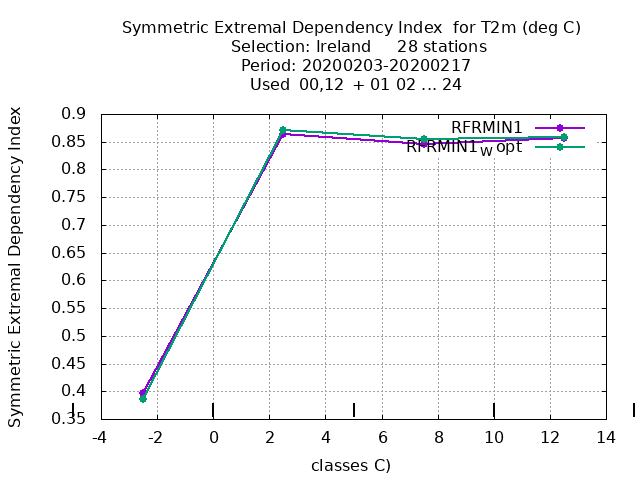 Symmetric Extremal Dependency Index  for T2m (deg C)
Selection: Ireland     28 stations
Period: 20200203-20200217
Used  00,12  + 01 02 ... 24
Symmetric Extremal Dependency Index
0.9
0.85
0.8
0.75
0.7
0.65
0.6
0.55
0.5
0.45
0.4
0.35
RFRMIN1
RFRMIN1W opt
-4 -2 0 2 4 6 8 10 12 14
classes C)